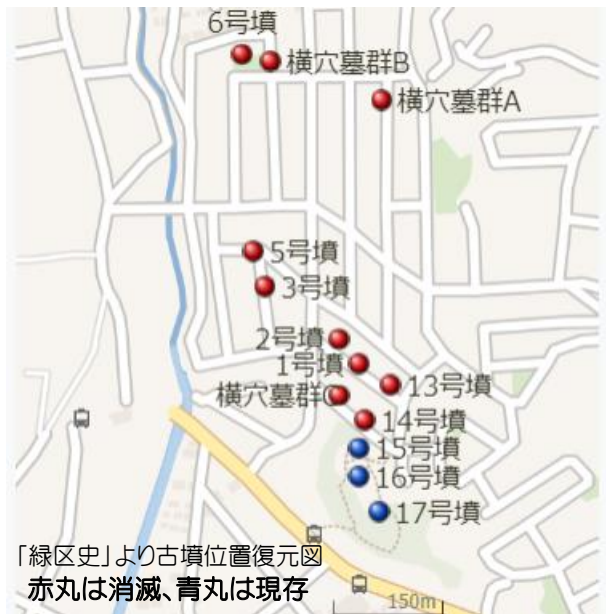 6号墳
横穴墓群B
横穴墓群A
5号墳
3号墳
2号墳
1号墳
13号墳
横穴墓群C
14号墳
15号墳
16号墳
17号墳
「緑区史」より古墳位置復元図
赤丸は消滅、青丸は現存
150m